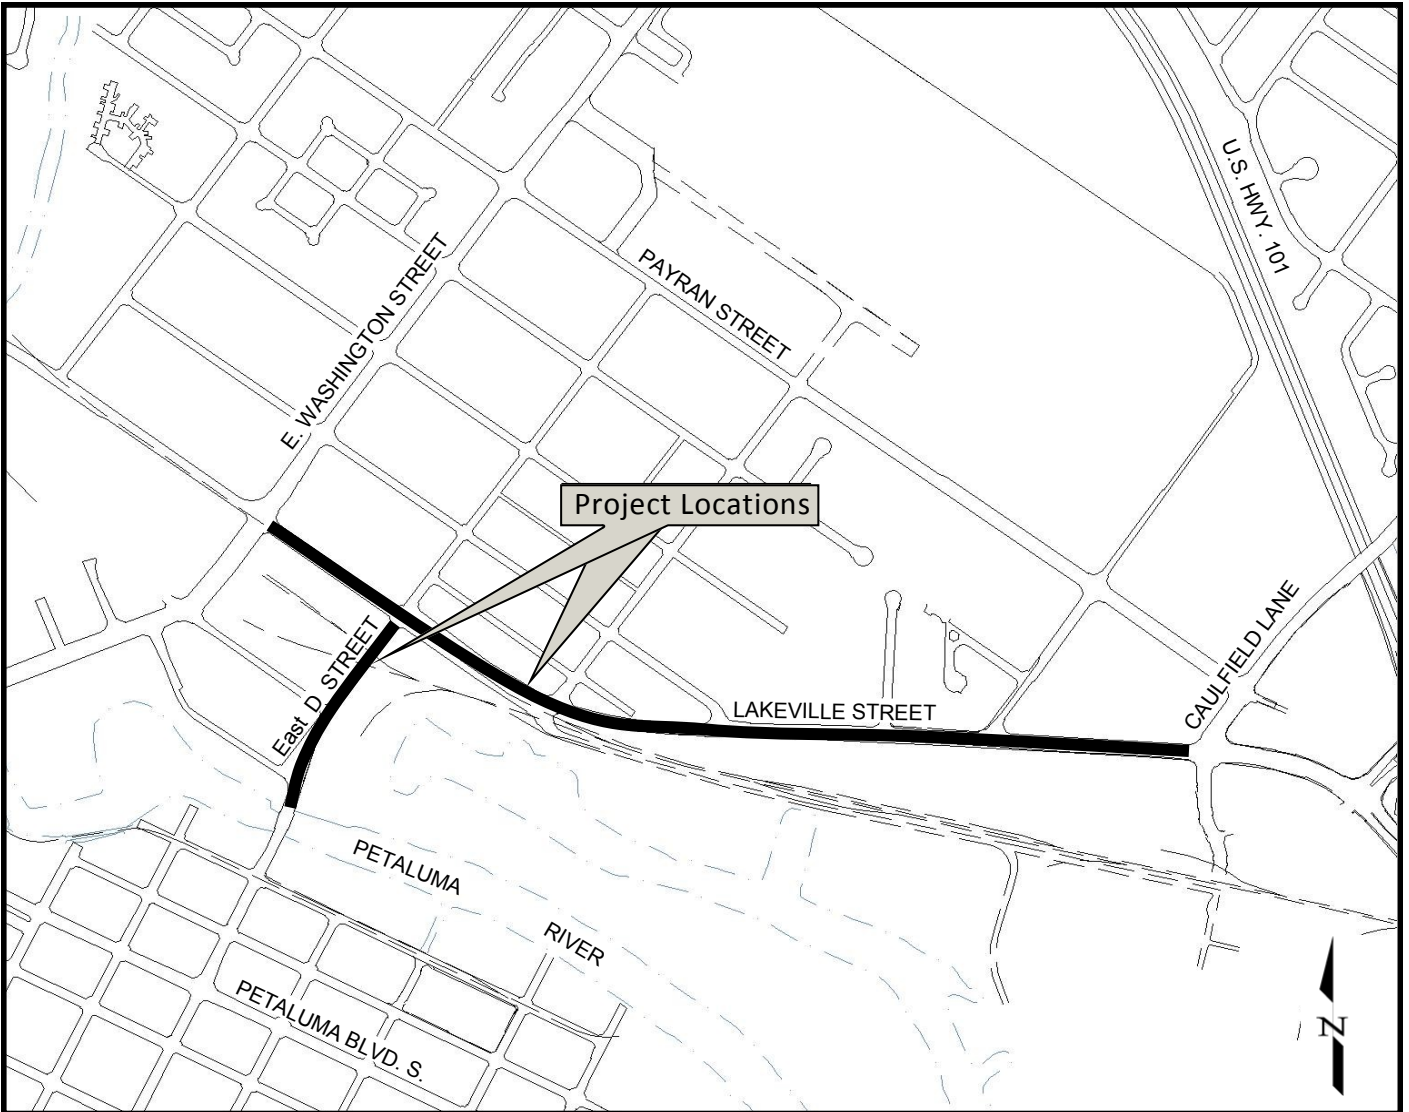 U.S. HWY. 101
E. WASHINGTON STREET
PAYRAN STREET
Project Locations
CAULFIELD LANE
East D STREET
LAKEVILLE STREET
PETALUMA
RIVER
PETALUMA BLVD. S.
N